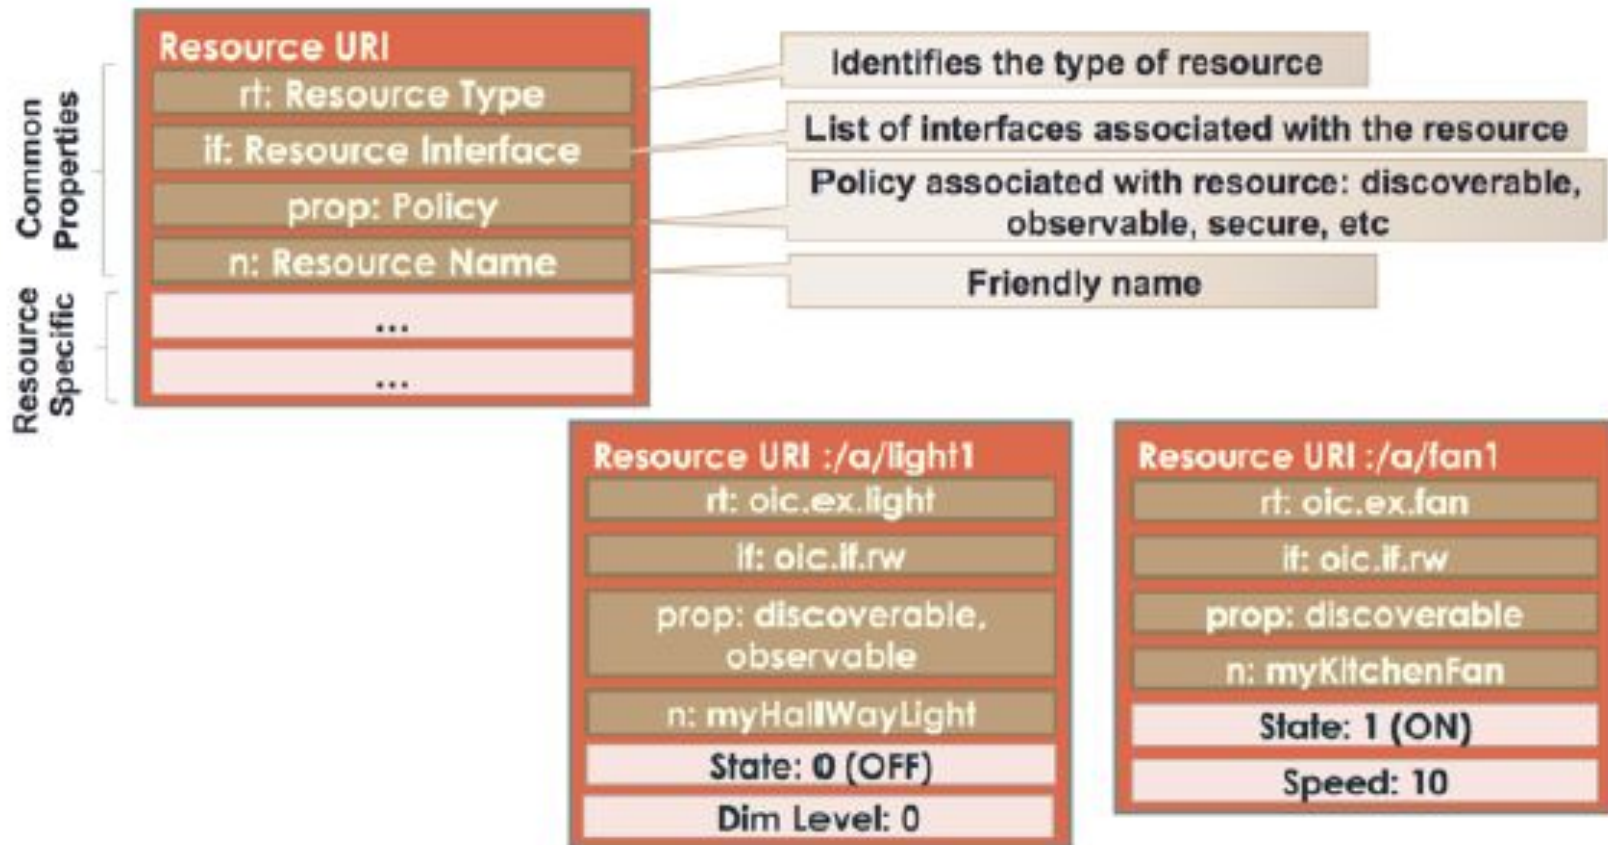 Common
Properties
Resource
Specific
Resource URI
rt: Resource Type
if: Resource Interface
prop: Policy
n: Resource Name
...
...
Identifies the type of resource
List of interfaces associated with the resource
Policy associated with resource: discoverable,
observable, secure, etc
Friendly name
Resource URI :/a/light1
rt: oic.ex.light
if: oic.if.rw
prop: discoverable,
observable
n: myHallWayLight
State: 0 (OFF)
Dim Level: 0
Resource URI :/a/fan1
rt: oic.ex.fan
if: oic.if.rw
prop: discoverable
n: myKitchenFan
State: 1 (ON)
Speed: 10